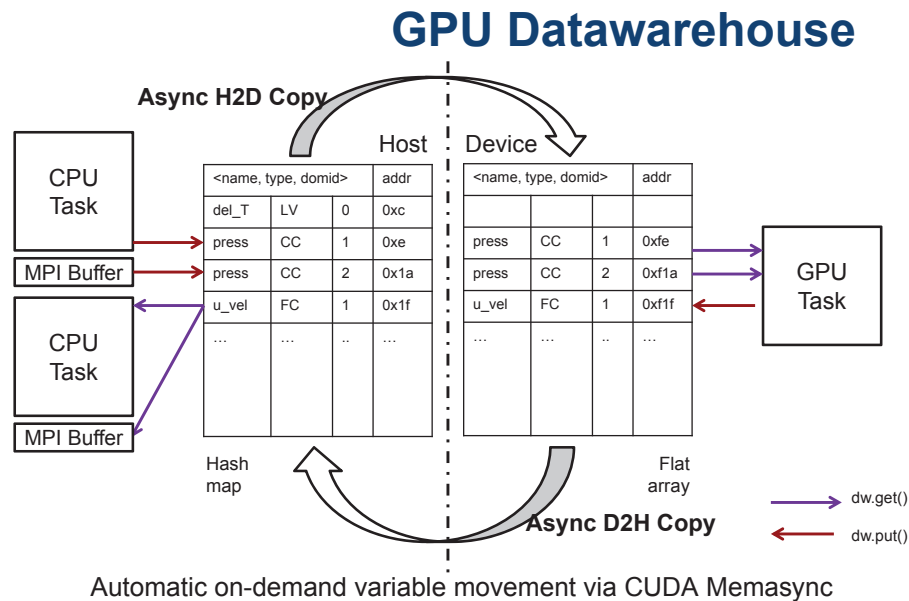 GPU Datawarehouse
Async H2D Copy
Host
Device
CPU
Task
MPI Buffer
CPU
Task
MPI Buffer
<name, type, domid> addr
del_T LV 0 0xc
press CC 1 0xe
press CC 2 0x1a
u_vel FC 1 0x1f
… … .. …
Hash
map
<name, type, domid> addr
press CC 1 0xfe
press CC 2 0xf1a
u_vel FC 1 0xf1f
… … .. …
Flat
array
GPU
Task
Async D2H Copy
dw.get()
dw.put()
Automatic on-demand variable movement via CUDA Memasync